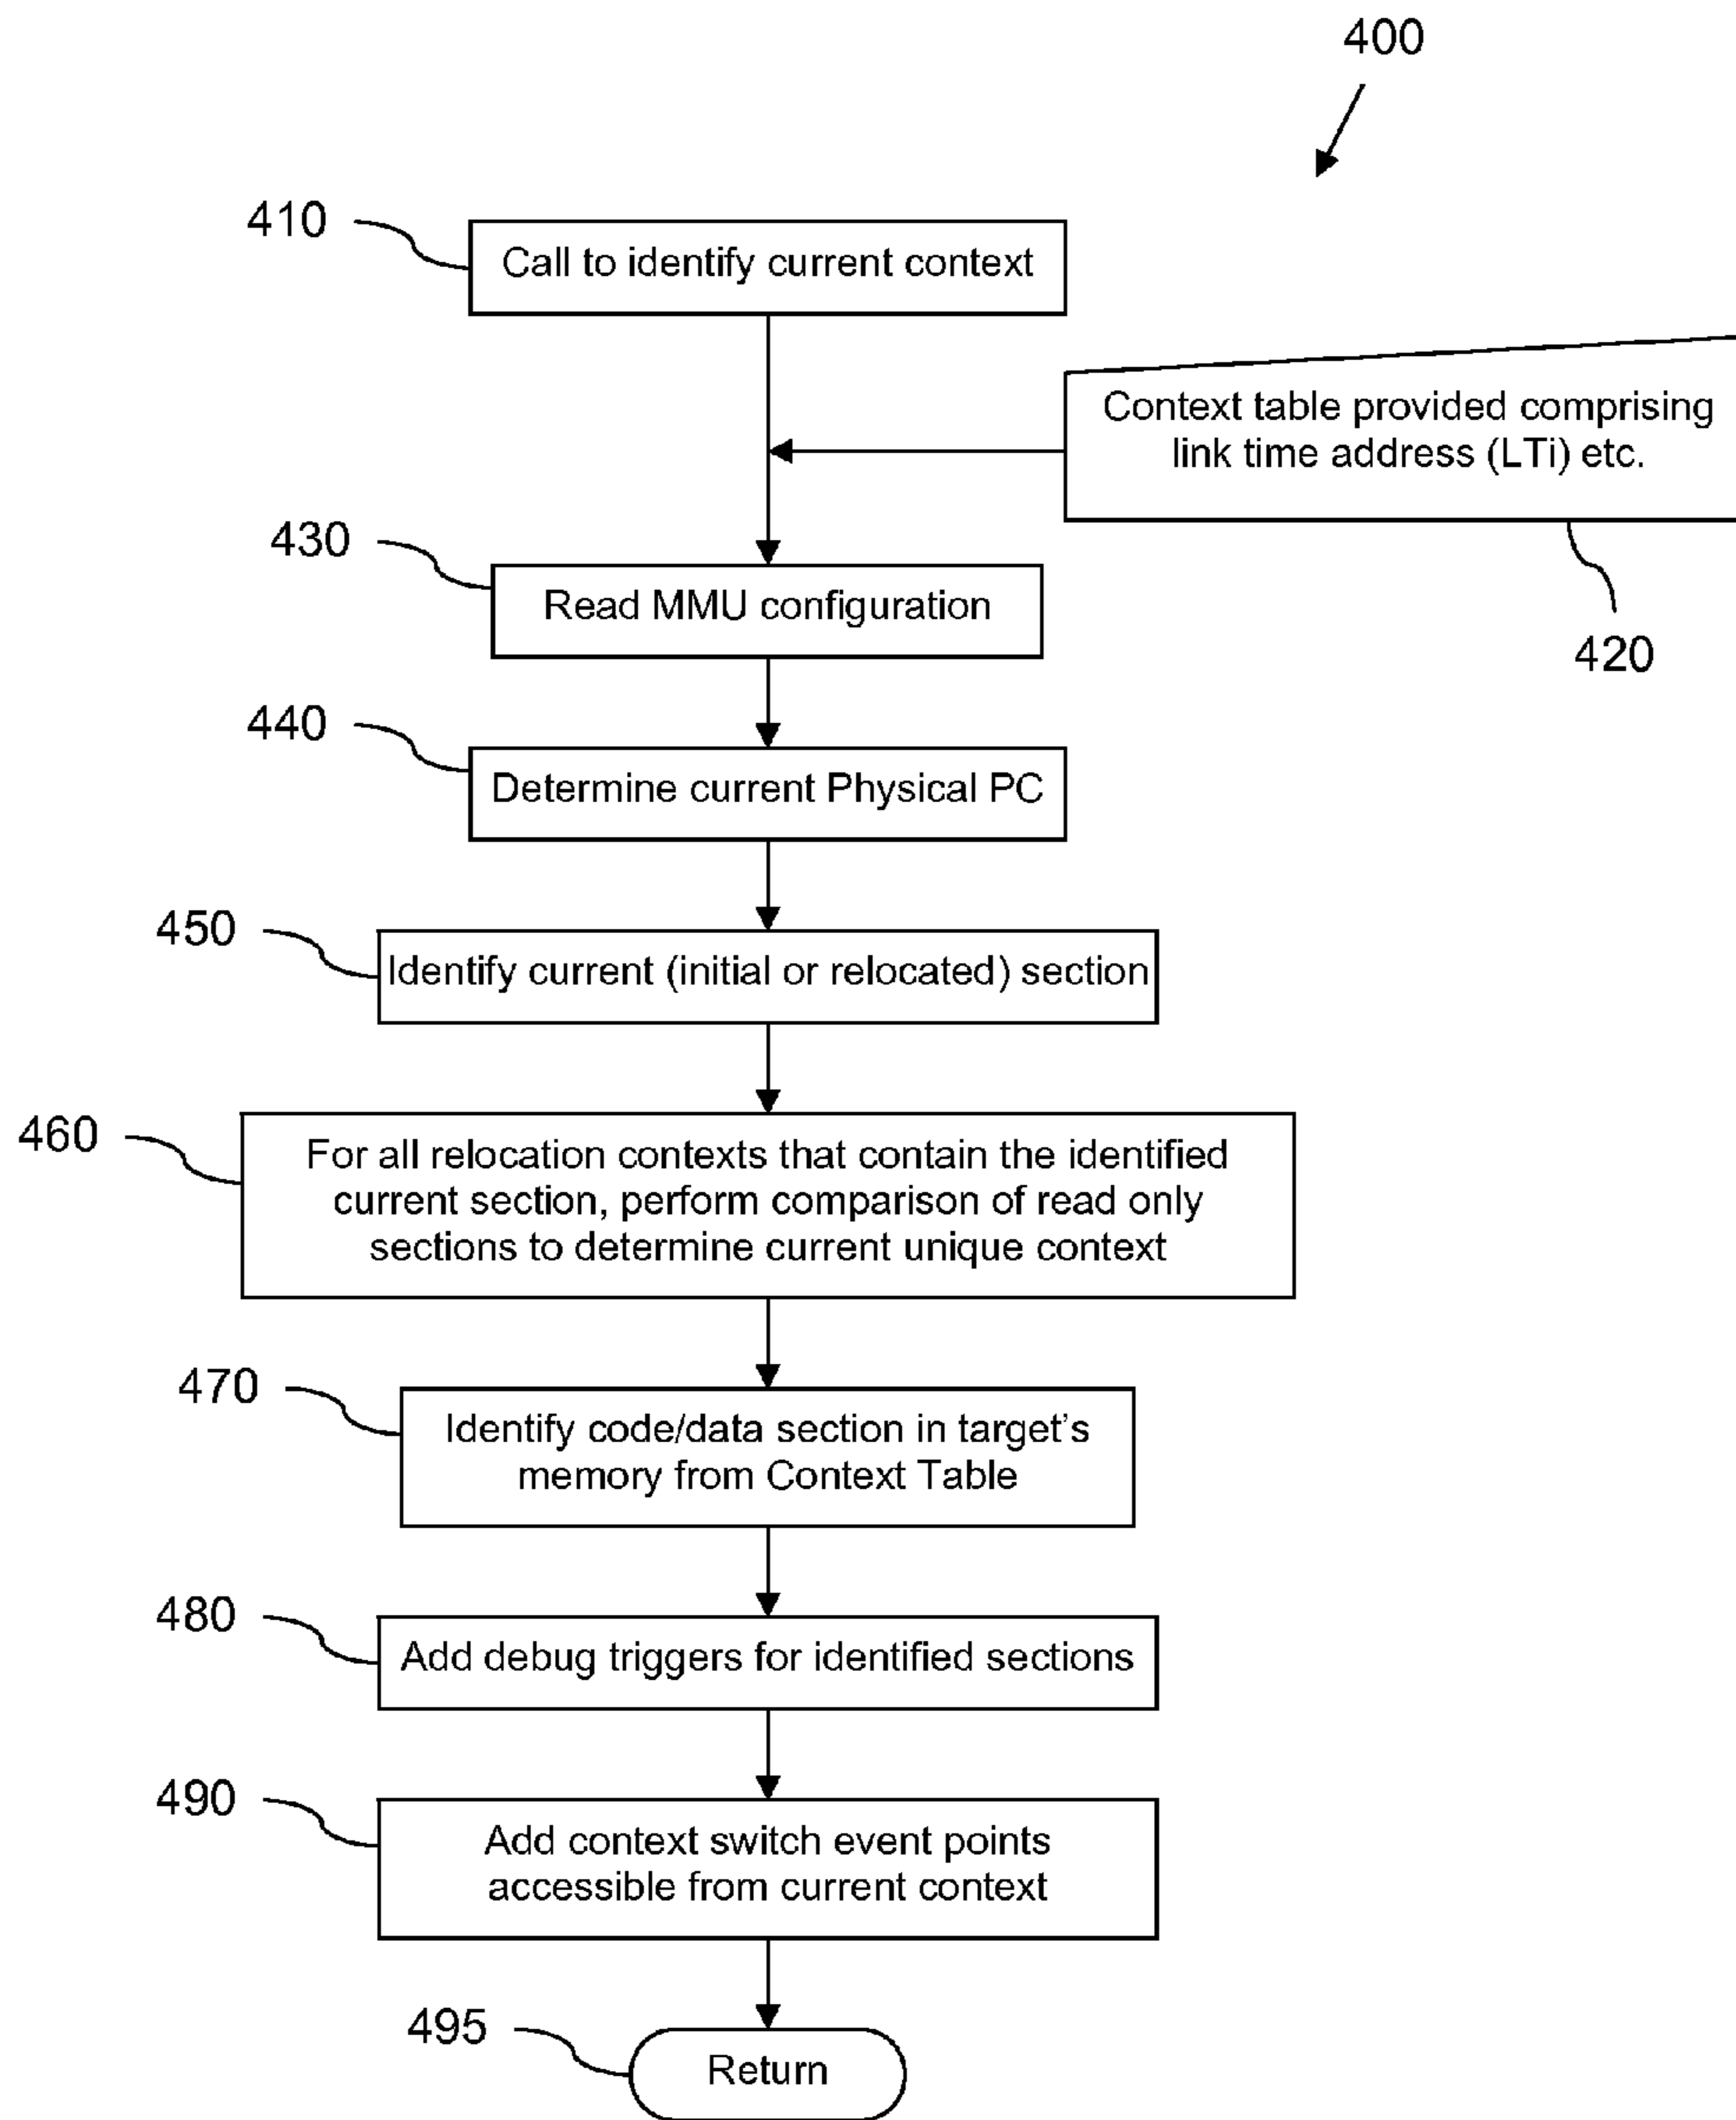 400
410
Call to identify current context
Context table provided comprising
link time address (LTi) etc.
420
430
Read MMU configuration
440
Determine current Physical PC
450
Identify current (initial or relocated) section
460
For all relocation contexts that contain the identified
current section, perform comparison of read only
sections to determine current unique context
470
Identify code/data section in target's
memory from Context Table
480
Add debug triggers for identified sections
490
Add context switch event points
accessible from current context
495
Return